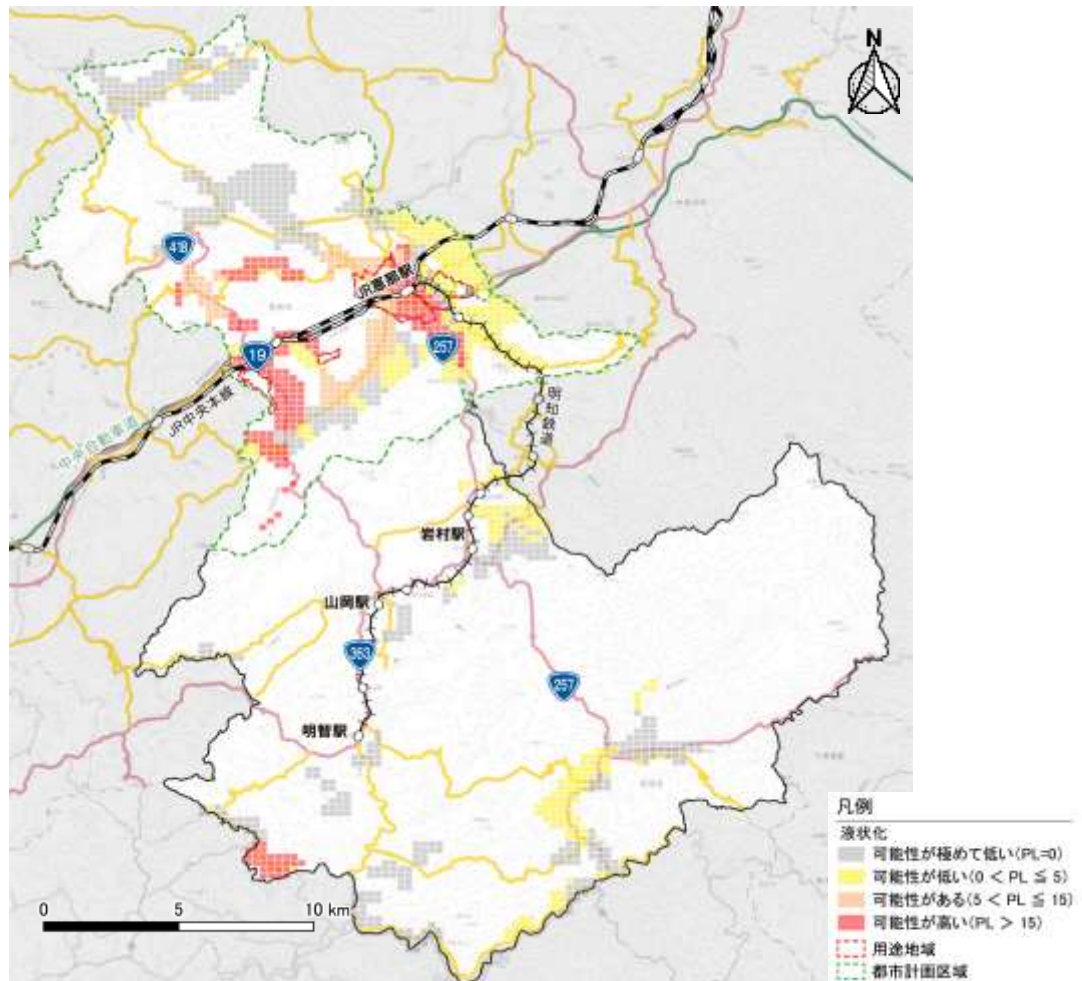 N
418
JR恵那駅
19
257
JR中央本線
中央自動車道
明知鉄道
岩村駅
山岡駅
363
257
明智駅
0 5 10 km
凡例
液状化
可能性が極めて低い(PL=0)
可能性が低い(0 < PL ≦ 5)
可能性がある(5 < PL ≦ 15)
可能性が高い(PL > 15)
用途地域
都市計画区域